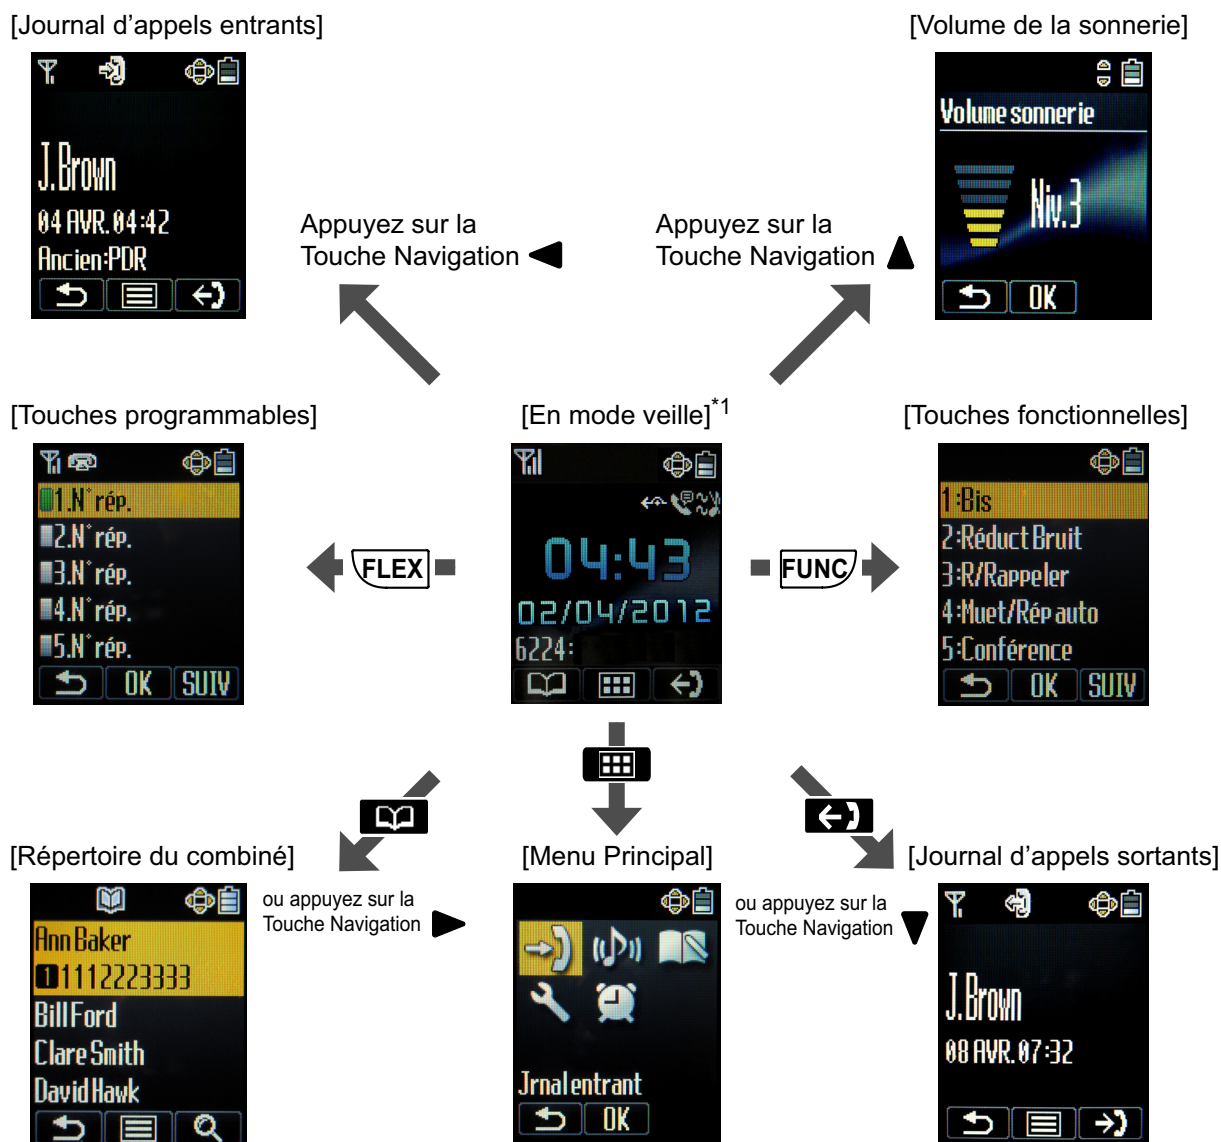 [Journal d’appels entrants]
J.Brown
04 AVR. 04:42
Ancien:PDR
Appuyez sur la
Touche Navigation
[Volume de la sonnerie]
Volume sonnerie
Niv.3
OK
Appuyez sur la
Touche Navigation
[Touches programmables]
1.N° rép.
2.N° rép.
3.N° rép.
4.N° rép.
5.N° rép.
OK
SUIV
FLEX
[En mode veille]*1
04:43
02/04/2012
6224:
FUNC
[Touches fonctionnelles]
1:Bis
2:Réduct Bruit
3:R/Rappeler
4:Muet/Rép auto
5:Conférence
OK
SUIV
[Répertoire du combiné]
Ann Baker
1 1112223333
Bill Ford
Clare Smith
David Hawk
ou appuyez sur la
Touche Navigation
[Menu Principal]
Jrnal entrant
OK
ou appuyez sur la
Touche Navigation
[Journal d’appels sortants]
J.Brown
08 AVR. 07:32